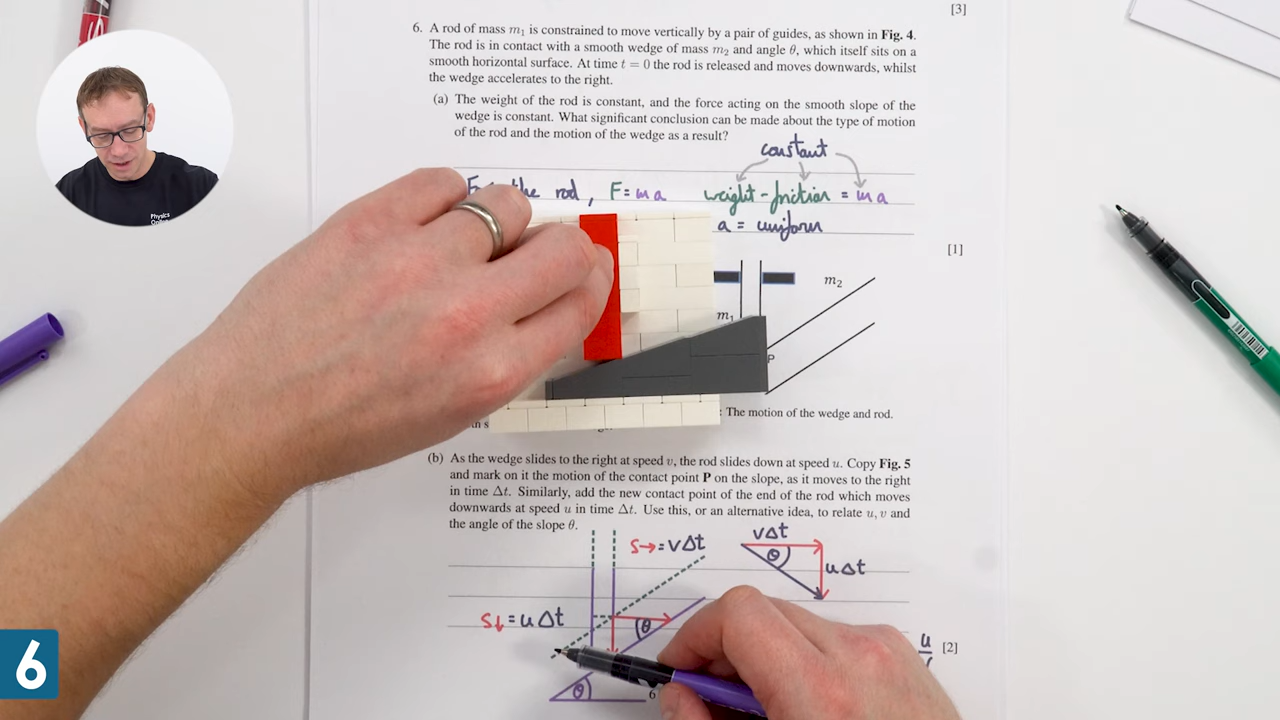 [3]
6. A rod of mass m₁ is constrained to move vertically by a pair of guides, as shown in Fig. 4.
The rod is in contact with a smooth wedge of mass m₂ and angle θ, which itself sits on a
smooth horizontal surface. At time t = 0 the rod is released and moves downwards, whilst
the wedge accelerates to the right.
(a) The weight of the rod is constant, and the force acting on the smooth slope of the
wedge is constant. What significant conclusion can be made about the type of motion
of the rod and the motion of the wedge as a result?
constant
the rod, F = ma weight - friction = ma
a = uniform
[1]
m₂
m₁
P
: The motion of the wedge and rod.
(b) As the wedge slides to the right at speed v, the rod slides down at speed u. Copy Fig. 5
and mark on it the motion of the contact point P on the slope, as it moves to the right
in time Δt. Similarly, add the new contact point of the end of the rod which moves
downwards at speed u in time Δt. Use this, or an alternative idea, to relate u, v and
the angle of the slope θ.
S→ = vΔt
vΔt
θ
uΔt
S↓ = uΔt
θ
u
[2]
θ
6
Physics
6